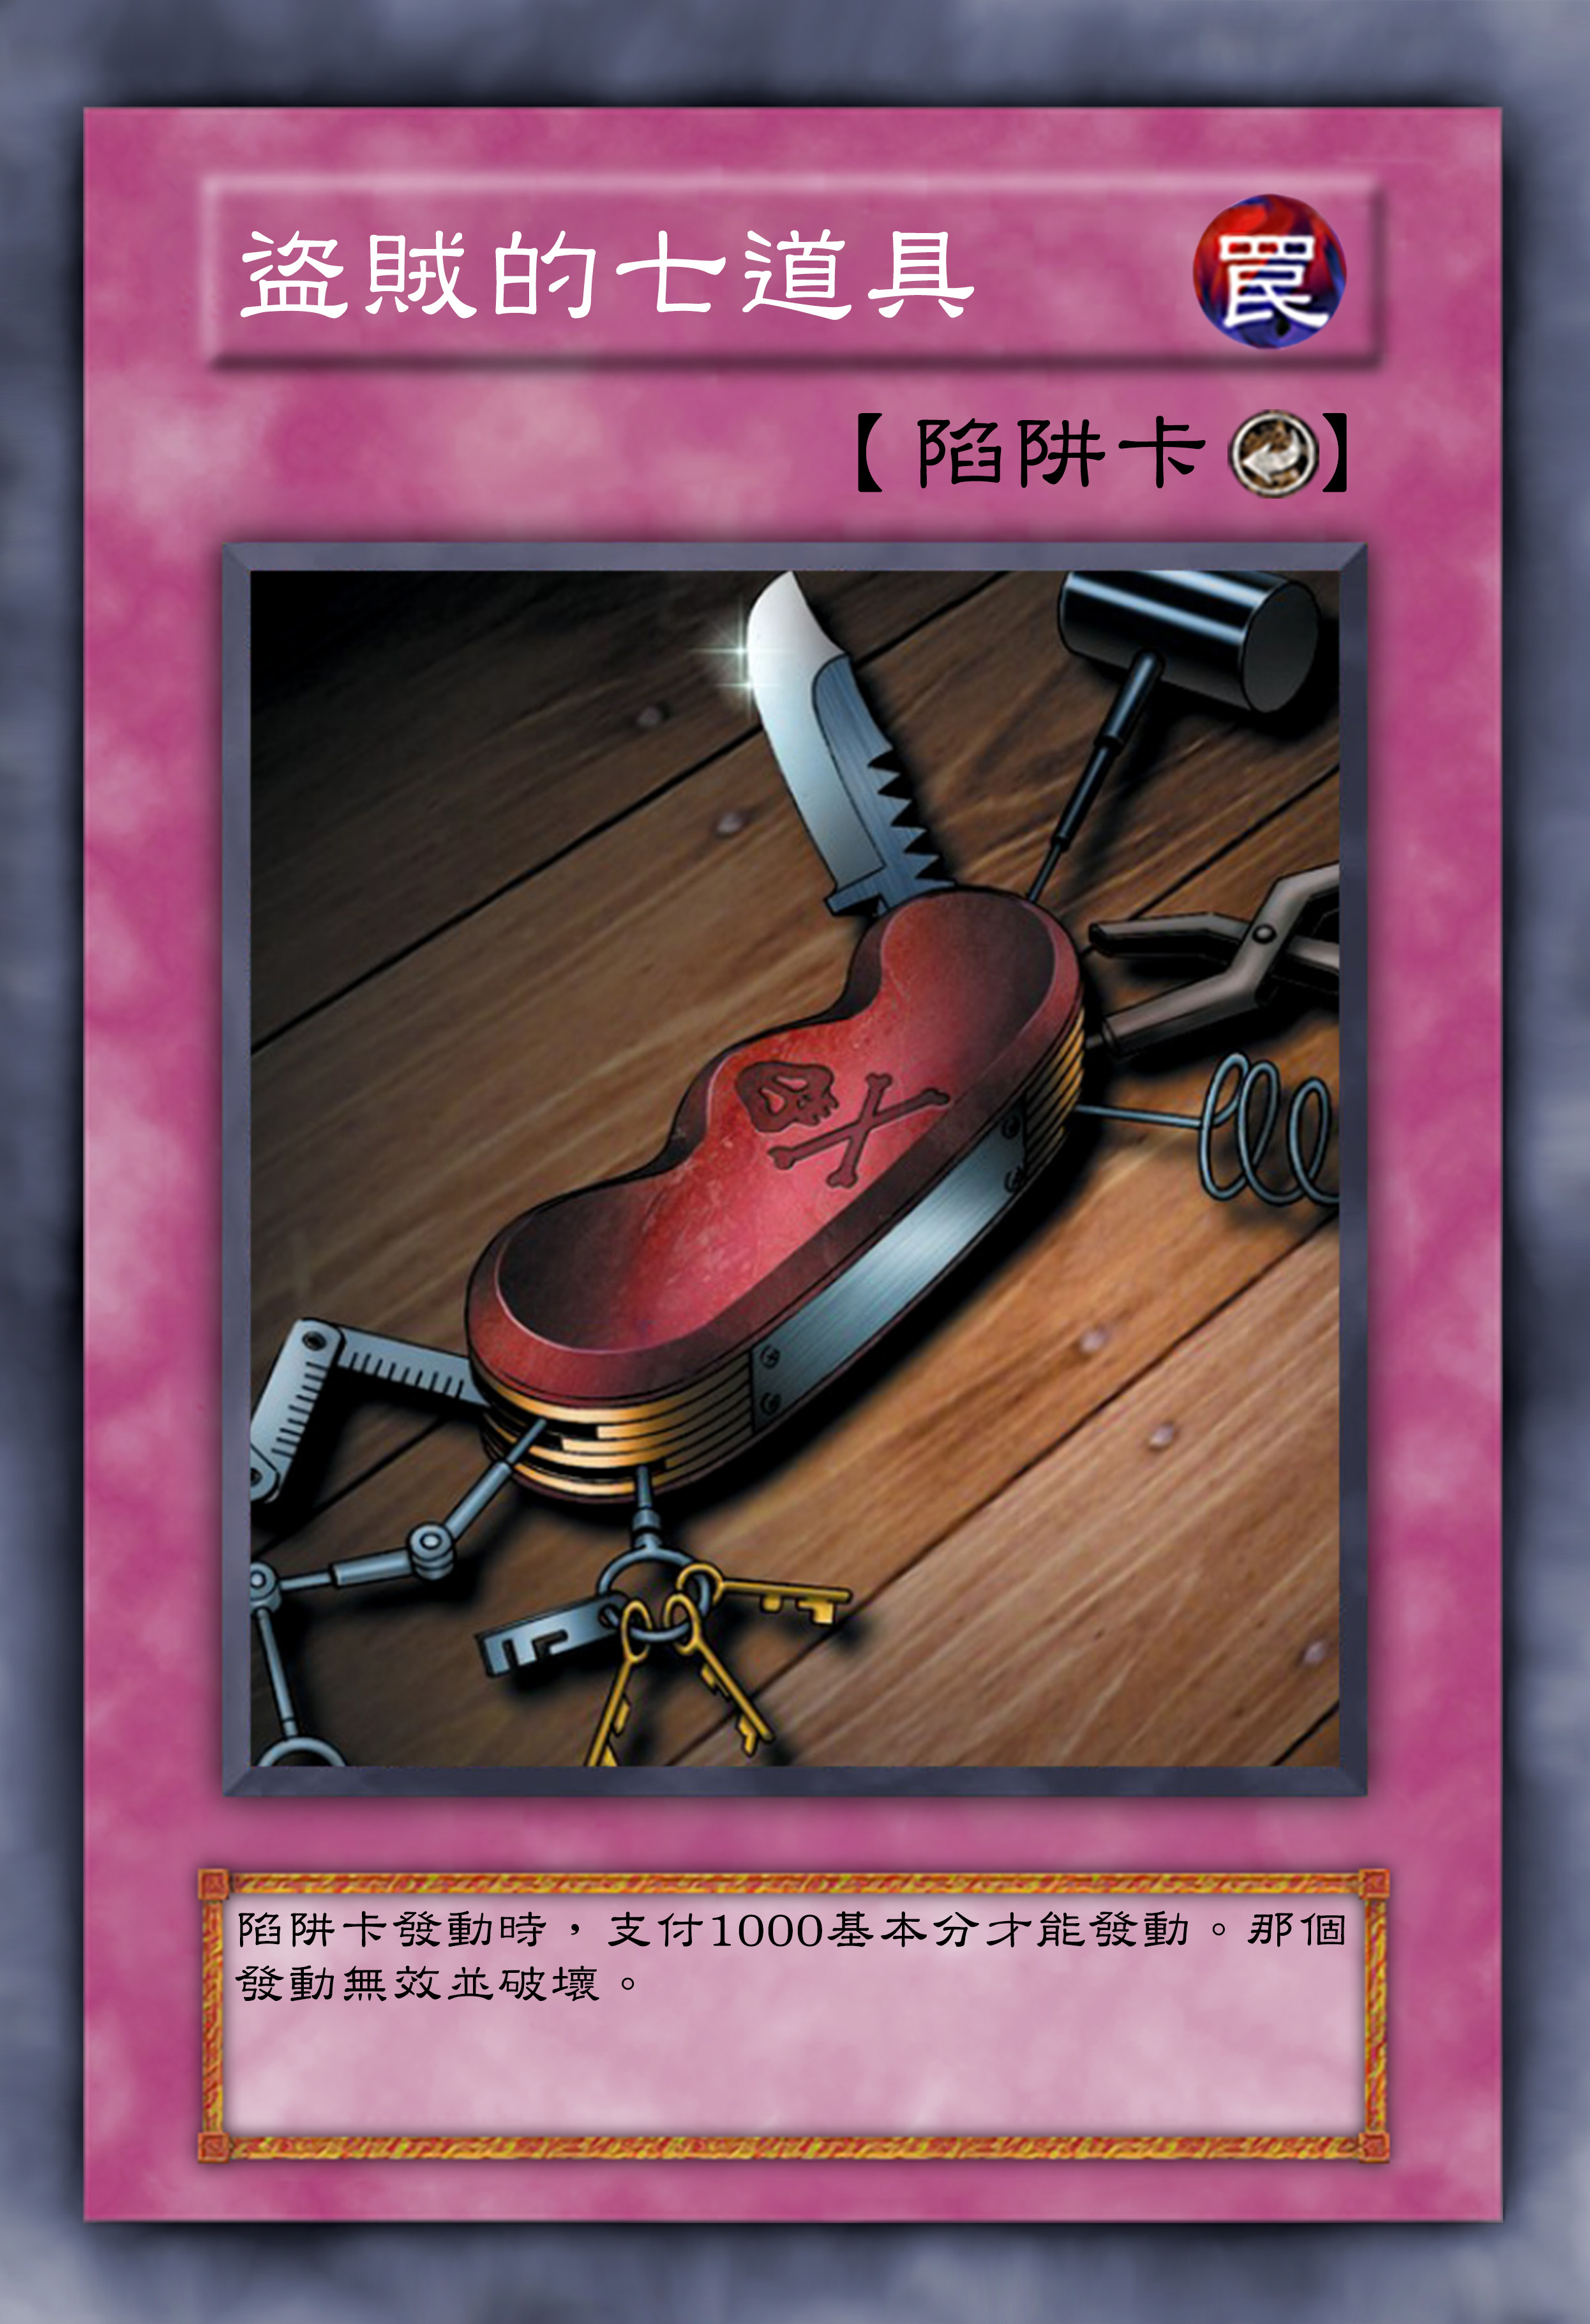 盜賊的七道具
罠
【陷阱卡】
陷阱卡發動時，支付1000基本分才能發動。那個
發動無效並破壞。